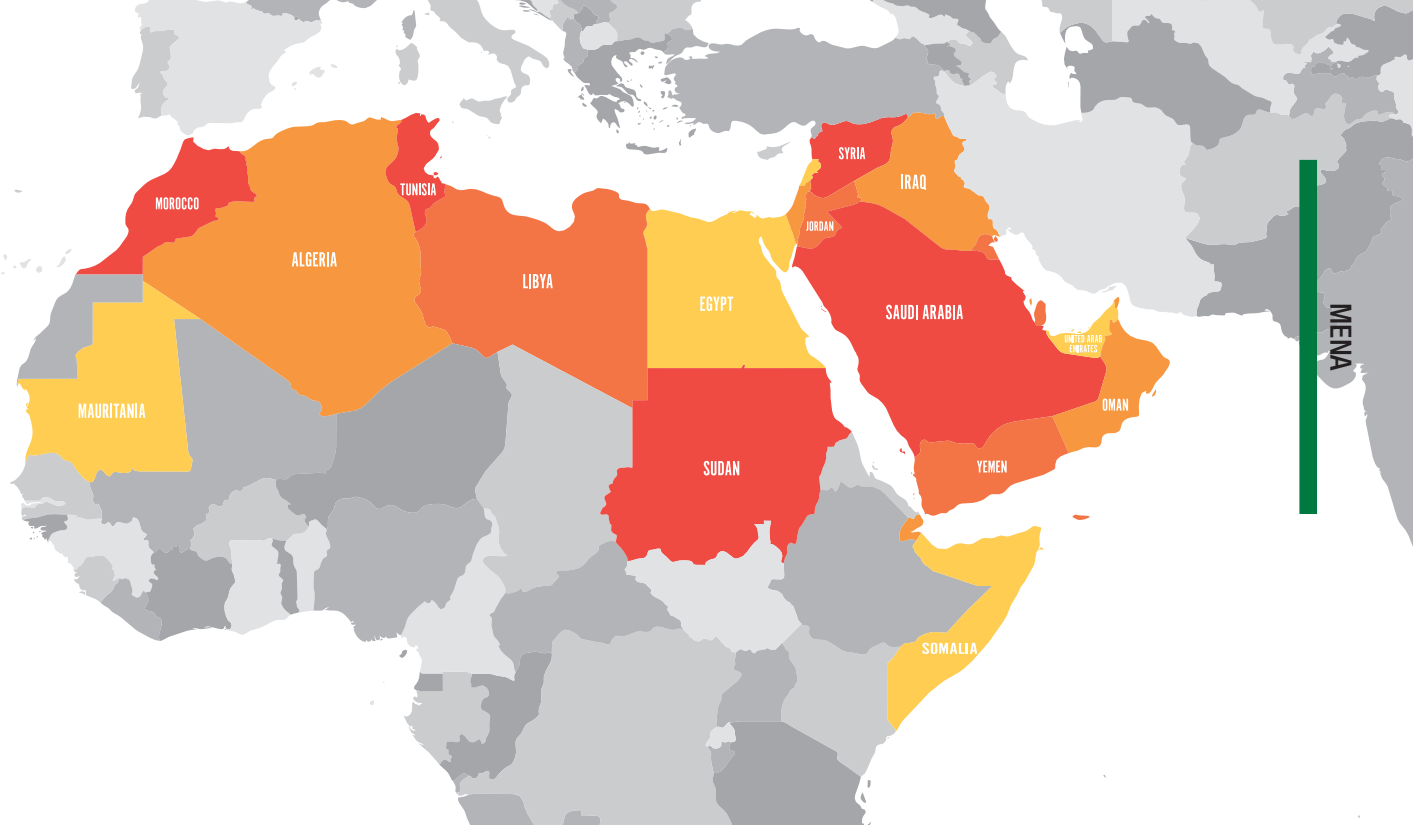 SYRIA
IRAQ
TUNISIA
MOROCCO
JORDAN
ALGERIA
LIBYA
EGYPT
SAUDI ARABIA
MENA
UNITED ARAB
EMIRATES
OMAN
MAURITANIA
YEMEN
SUDAN
SOMALIA